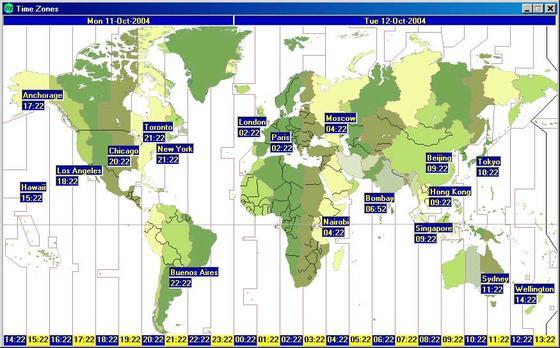 Time Zones
Mon 11-Oct-2004
Tue 12-Oct-2004
Anchorage
17:22
Toronto
21:22
London
02:22
Moscow
04:22
Paris
02:22
Chicago
20:22
New York
21:22
Beijing
09:22
Tokyo
10:22
Los Angeles
18:22
Hawaii
15:22
Bombay
06:52
Hong Kong
09:22
Nairobi
04:22
Singapore
09:22
Buenos Aires
22:22
Sydney
11:22
Wellington
14:22
14:22 15:22 16:22 17:22 18:22 19:22 20:22 21:22 22:22 23:22 00:22 01:22 02:22 03:22 04:22 05:22 06:22 07:22 08:22 09:22 10:22 11:22 12:22 13:22